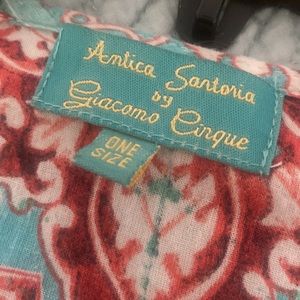 Antica Sartoria
by
Giacomo Cinque
ONE
SIZE